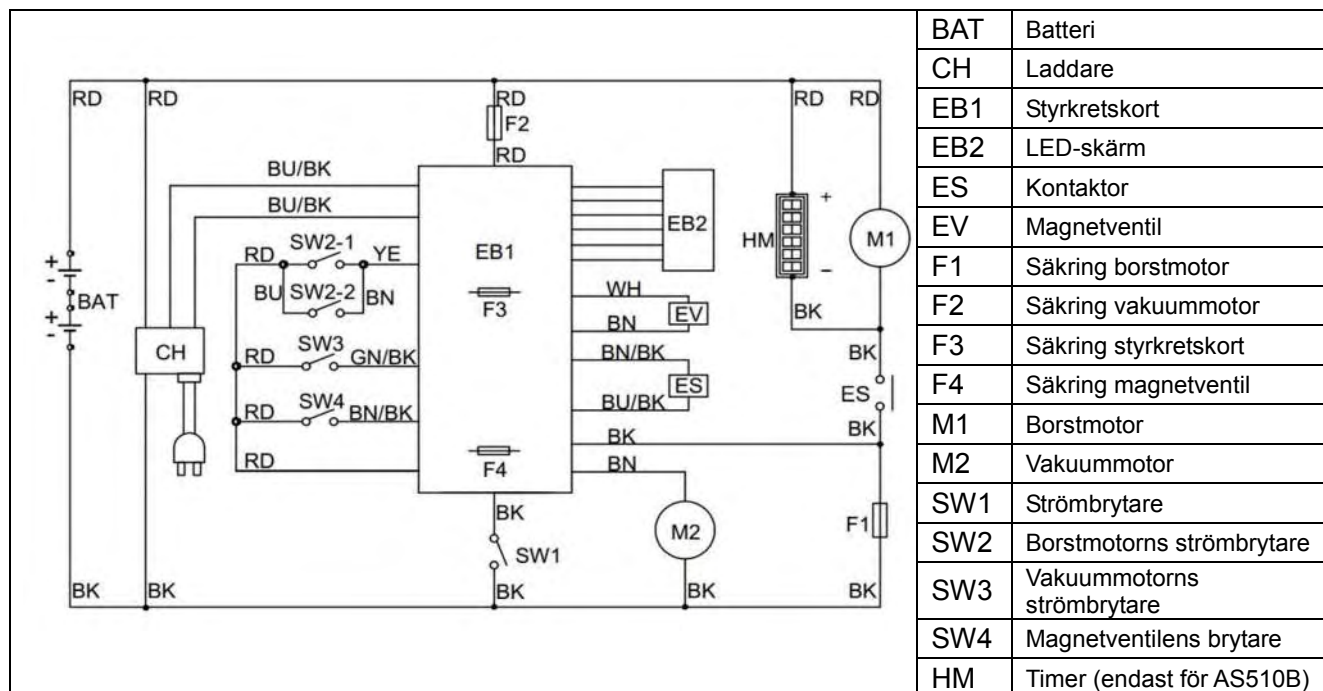 RD
RD
RD
F2
RD
RD
RD
BU/BK
BU/BK
SW2-1
RD
YE
BU
SW2-2
BN
EB1
F3
EB2
HM
+
−
M1
WH
EV
BN
BK
+
-
BAT
+
-
CH
SW3
RD
GN/BK
BN/BK
ES
BU/BK
BK
ES
SW4
RD
BN/BK
BK
BK
RD
F4
BN
BK
SW1
M2
F1
BK
BK
BK
BK
BK
BAT Batteri
CH Laddare
EB1 Styrkretskort
EB2 LED-skärm
ES Kontaktor
EV Magnetventil
F1 Säkring borstmotor
F2 Säkring vakuummotor
F3 Säkring styrkretskort
F4 Säkring magnetventil
M1 Borstmotor
M2 Vakuummotor
SW1 Strömbrytare
SW2 Borstmotorns strömbrytare
SW3 Vakuummotorns
strömbrytare
SW4 Magnetventilens brytare
HM Timer (endast för AS510B)